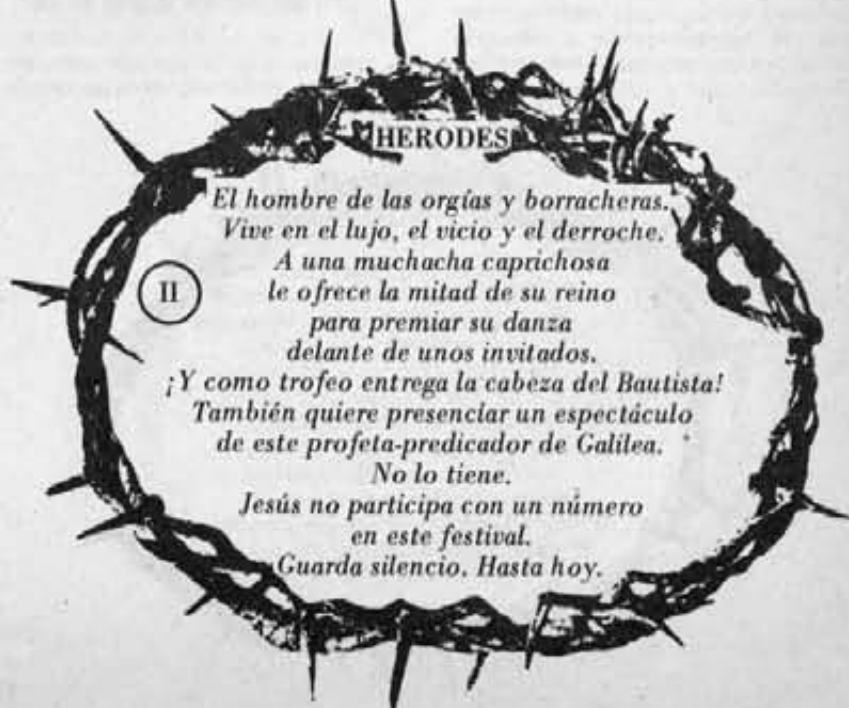 HERODES
El hombre de las orgías y borracheras.
Vive en el lujo, el vicio y el derroche.
A una muchacha caprichosa
II
le ofrece la mitad de su reino
para premiar su danza
delante de unos invitados.
¡Y como trofeo entrega la cabeza del Bautista!
También quiere presenciar un espectáculo
de este profeta-predicador de Galilea.
No lo tiene.
Jesús no participa con un número
en este festival.
Guarda silencio. Hasta hoy.